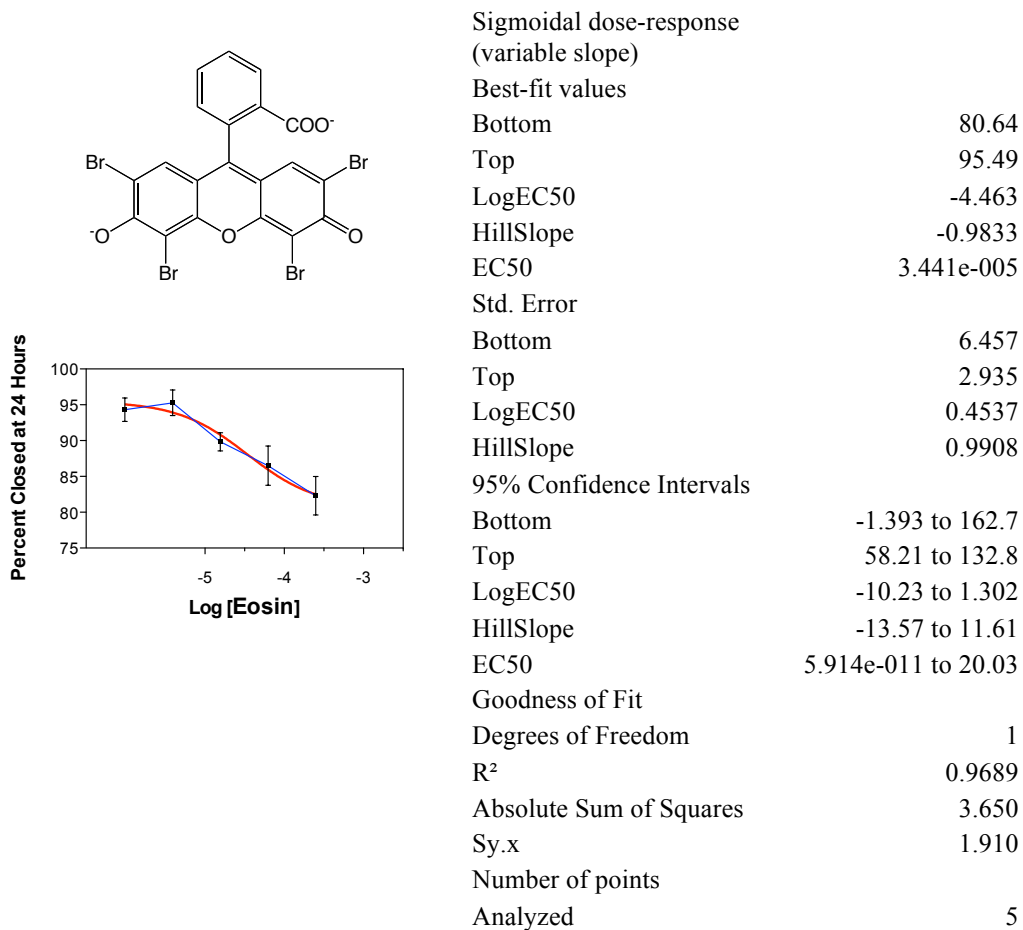 COO-
Br
Br
-O
O
O
Br
Br
Percent Closed at 24 Hours
100
95
90
85
80
75
-5
-4
-3
Log [Eosin]
Sigmoidal dose-response
(variable slope)
Best-fit values
Bottom 80.64
Top 95.49
LogEC50 -4.463
HillSlope -0.9833
EC50 3.441e-005
Std. Error
Bottom 6.457
Top 2.935
LogEC50 0.4537
HillSlope 0.9908
95% Confidence Intervals
Bottom -1.393 to 162.7
Top 58.21 to 132.8
LogEC50 -10.23 to 1.302
HillSlope -13.57 to 11.61
EC50 5.914e-011 to 20.03
Goodness of Fit
Degrees of Freedom 1
R² 0.9689
Absolute Sum of Squares 3.650
Sy.x 1.910
Number of points
Analyzed 5